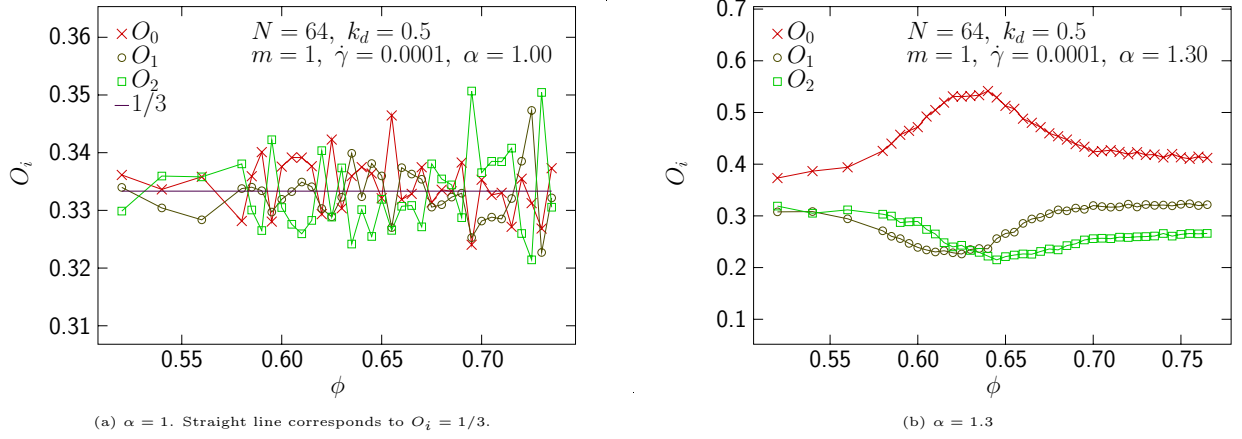 0.36
0.35
0.34
0.33
0.32
0.31
O_i
O_0
O_1
O_2
−1/3
N = 64, k_d = 0.5
m = 1, γ̇ = 0.0001, α = 1.00
0.55 0.60 0.65 0.70
ϕ
(a) α = 1. Straight line corresponds to O_i = 1/3.
0.7
0.6
0.5
0.4
0.3
0.2
0.1
O_i
O_0
O_1
O_2
N = 64, k_d = 0.5
m = 1, γ̇ = 0.0001, α = 1.30
0.55 0.60 0.65 0.70 0.75
ϕ
(b) α = 1.3